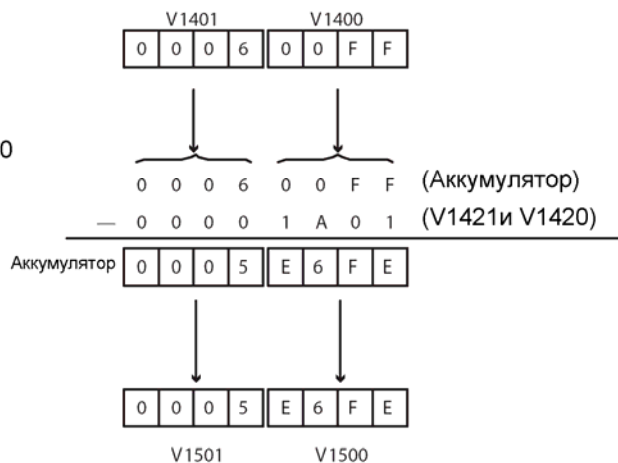 V1401 V1400
0 0 0 6 0 0 F F
0
0 0 0 6 0 0 F F (Аккумулятор)
— 0 0 0 0 1 A 0 1 (V1421и V1420)
Аккумулятор 0 0 0 5 E 6 F E
0 0 0 5 E 6 F E
V1501 V1500